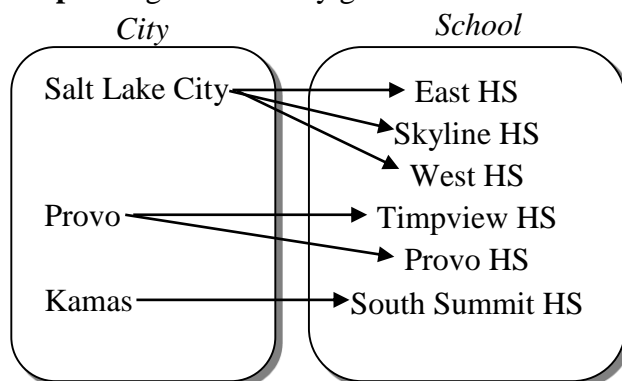 City School
Salt Lake City East HS
Skyline HS
West HS
Provo Timpview HS
Provo HS
Kamas South Summit HS